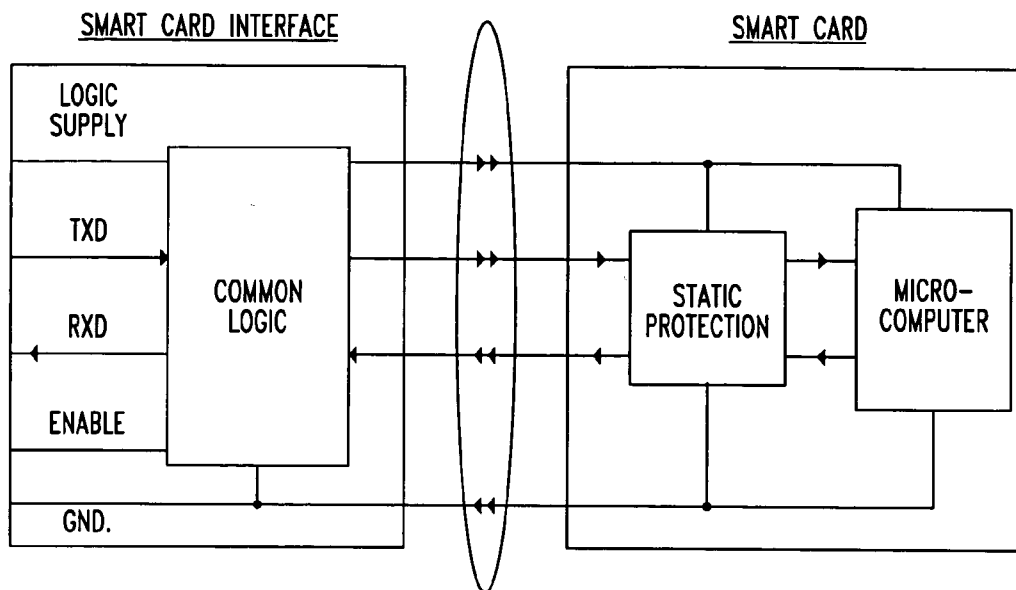 SMART CARD INTERFACE
SMART CARD
LOGIC
SUPPLY
TXD
RXD
ENABLE
GND.
COMMON
LOGIC
STATIC
PROTECTION
MICRO-
COMPUTER